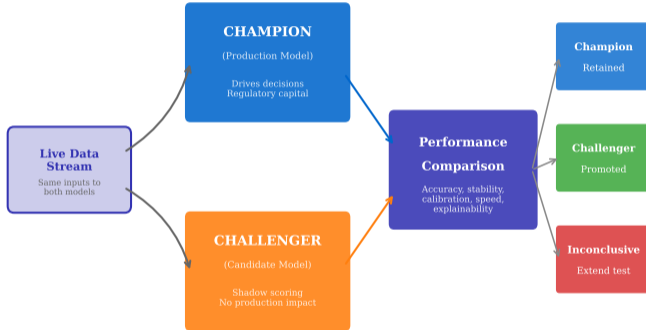 Live Data
Stream
Same inputs to
both models
CHAMPION
(Production Model)
Drives decisions
Regulatory capital
CHALLENGER
(Candidate Model)
Shadow scoring
No production impact
Performance
Comparison
Accuracy, stability,
calibration, speed,
explainability
Champion
Retained
Challenger
Promoted
Inconclusive
Extend test